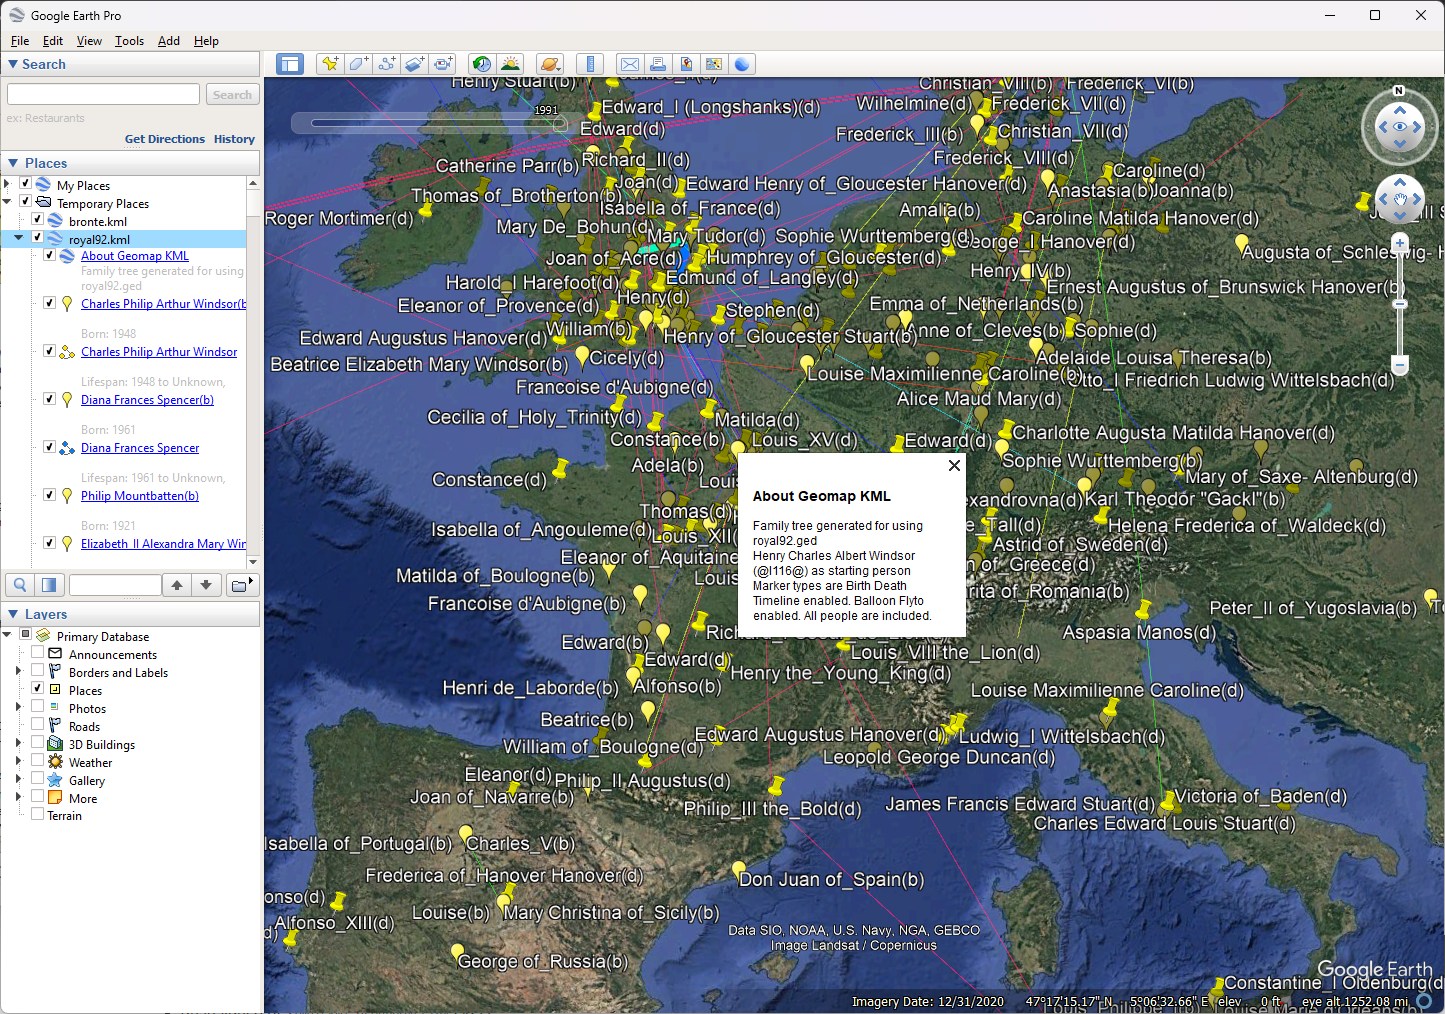 Google Earth Pro
File Edit View Tools Add Help
Search
Search
ex: Restaurants
Get Directions History
Places
My Places
Temporary Places
bronte.kml
royal92.kml
About Geomap KML
Family tree generated for using
royal92.ged
Charles Philip Arthur Windsor(b
Born: 1948
Charles Philip Arthur Windsor
Lifespan: 1948 to Unknown,
Diana Frances Spencer(b)
Born: 1961
Diana Frances Spencer
Lifespan: 1961 to Unknown,
Philip Mountbatten(b)
Born: 1921
Elizabeth_II Alexandra Mary Win
Layers
Primary Database
Announcements
Borders and Labels
Places
Photos
Roads
3D Buildings
Weather
Gallery
More
Terrain
1991
N
Henry Stuart(b)
Christian_VIII(b) Frederick_VI(b)
Edward_I (Longshanks)(d)
Wilhelmine(d) Frederick_VII(d)
Edward(d)
Frederick_III(b) Christian_VII(d)
Catherine Parr(b) Richard_II(d)
Frederick_VIII(d)
Caroline(d)
Thomas of_Brotherton(b) Joan(d) Edward Henry of_Gloucester Hanover(d)
Anastasia(b) Joanna(b)
Roger Mortimer(d)
Isabella of_France(d)
Amalia(b)
Caroline Matilda Hanover(d)
Mary De_Bohun(d) Mary Tudor(d) Sophie Wurttemberg(d)
George_I Hanover(d)
Augusta of_Schleswig- H
Joan of_Acre(d) Humphrey of_Gloucester(d)
Henry_IV(b)
Harold_I Harefoot(d) Edmund of_Langley(d)
Ernest Augustus of_Brunswick Hanover(b)
Eleanor of_Provence(d) Henry(d)
Emma of_Netherlands(b)
Stephen(d)
William(b)
Edward Augustus Hanover(d)
Henry of_Gloucester Stuart(b)
Anne of_Cleves(b) Sophie(d)
Beatrice Elizabeth Mary Windsor(b) Cicely(d)
Adelaide Louisa Theresa(b)
Louise Maximilienne Caroline(b)
Otto_I Friedrich Ludwig Wittelsbach(d)
Francoise d'Aubigne(d)
Alice Maud Mary(d)
Cecilia of_Holy_Trinity(d)
Matilda(d)
Constance(b) Louis_XV(d)
Edward(d) Charlotte Augusta Matilda Hanover(d)
Adela(b)
Sophie Wurttemberg(b)
Constance(d)
Mary of_Saxe- Altenburg(d)
Karl Theodor "Gackl"(b)
Thomas(d)
Isabella of_Angouleme(d) Louis_XII(
Helena Frederica of_Waldeck(d)
Astrid of_Sweden(d)
Eleanor of_Aquitaine
Matilda of_Boulogne(b)
Francoise d'Aubigne(b)
Peter_II of_Yugoslavia(b)
Aspasia Manos(d)
Edward(b)
Louis_VIII the_Lion(d)
Edward(d) Henry the_Young_King(d)
Henri de_Laborde(b) Alfonso(b)
Louise Maximilienne Caroline(d)
Beatrice(b)
Edward Augustus Hanover(d) Ludwig_I Wittelsbach(d)
William of_Boulogne(d)
Leopold George Duncan(d)
Eleanor(d) Philip_II Augustus(d)
Joan of_Navarre(b)
Philip_III the_Bold(d)
James Francis Edward Stuart(d) Victoria of_Baden(d)
Charles Edward Louis Stuart(d)
Isabella of_Portugal(b) Charles_V(b)
Frederica of_Hanover Hanover(d)
Don Juan of_Spain(b)
Louise(b) Mary Christina of_Sicily(b)
Alfonso_XIII(d)
George of_Russia(b)
Constantine_I Oldenburg(d
About Geomap KML
Family tree generated for using
royal92.ged
Henry Charles Albert Windsor
(@I116@) as starting person
Marker types are Birth Death
Timeline enabled. Balloon Flyto
enabled. All people are included.
Data SIO, NOAA, U.S. Navy, NGA, GEBCO
Image Landsat / Copernicus
Google Earth
Imagery Date: 12/31/2020 47°17'15.17" N 5°06'32.66" E elev 0 ft eye alt 1252.08 mi